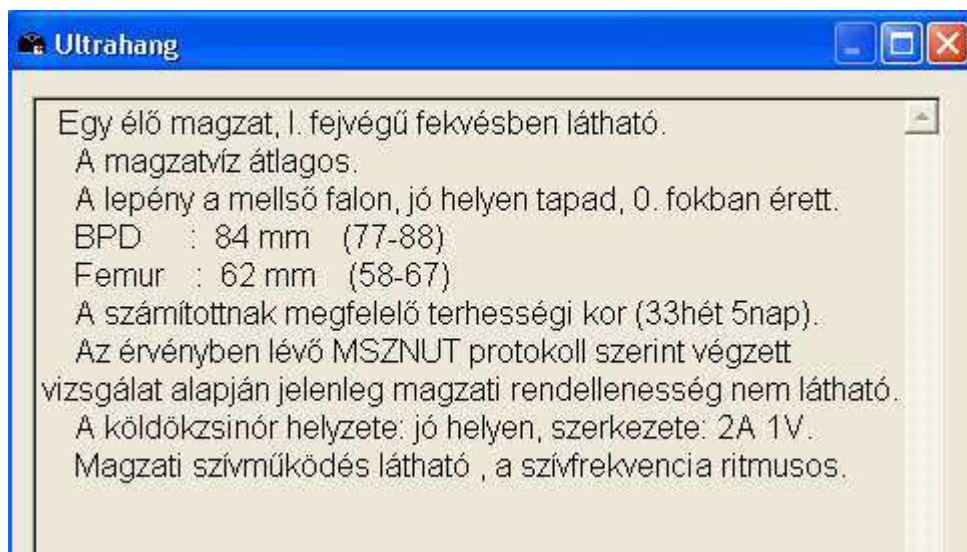 Ultrahang
Egy élő magzat, I. fejvégű fekvésben látható.
A magzatvíz átlagos.
A lepény a mellső falon, jó helyen tapad, 0. fokban érett.
BPD : 84 mm (77-88)
Femur : 62 mm (58-67)
A számítottnak megfelelő terhességi kor (33hét 5nap).
Az érvényben lévő MSZNUT protokoll szerint végzett
vizsgálat alapján jelenleg magzati rendellenesség nem látható.
A köldökzsinór helyzete: jó helyen, szerkezete: 2A 1V.
Magzati szívműködés látható , a szívfrekvencia ritmusos.